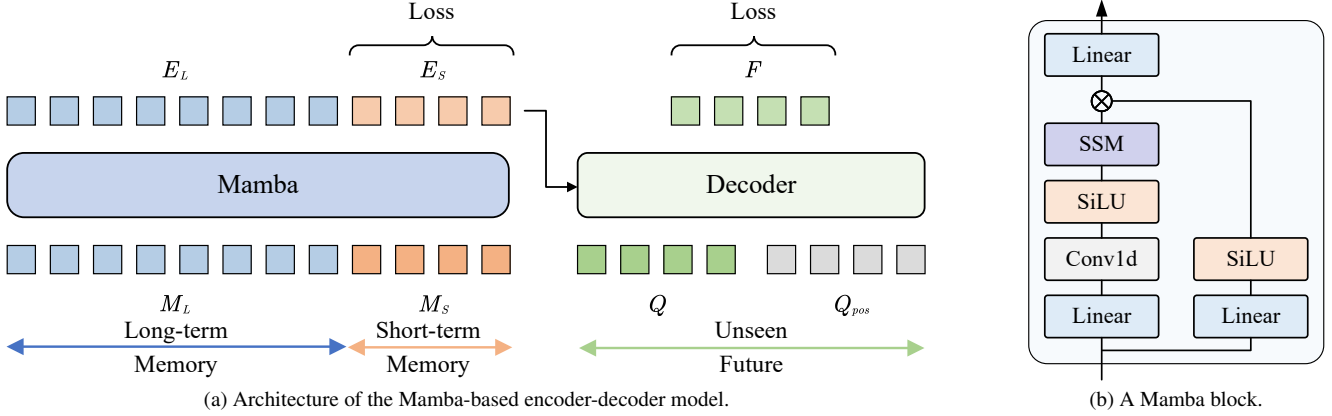 Loss
Loss
E_L
E_S
F
Mamba
Decoder
M_L
M_S
Q
Q_pos
Long-term
Memory
Short-term
Memory
Unseen
Future
(a) Architecture of the Mamba-based encoder-decoder model.
Linear
⊗
SSM
SiLU
Conv1d
SiLU
Linear
Linear
(b) A Mamba block.